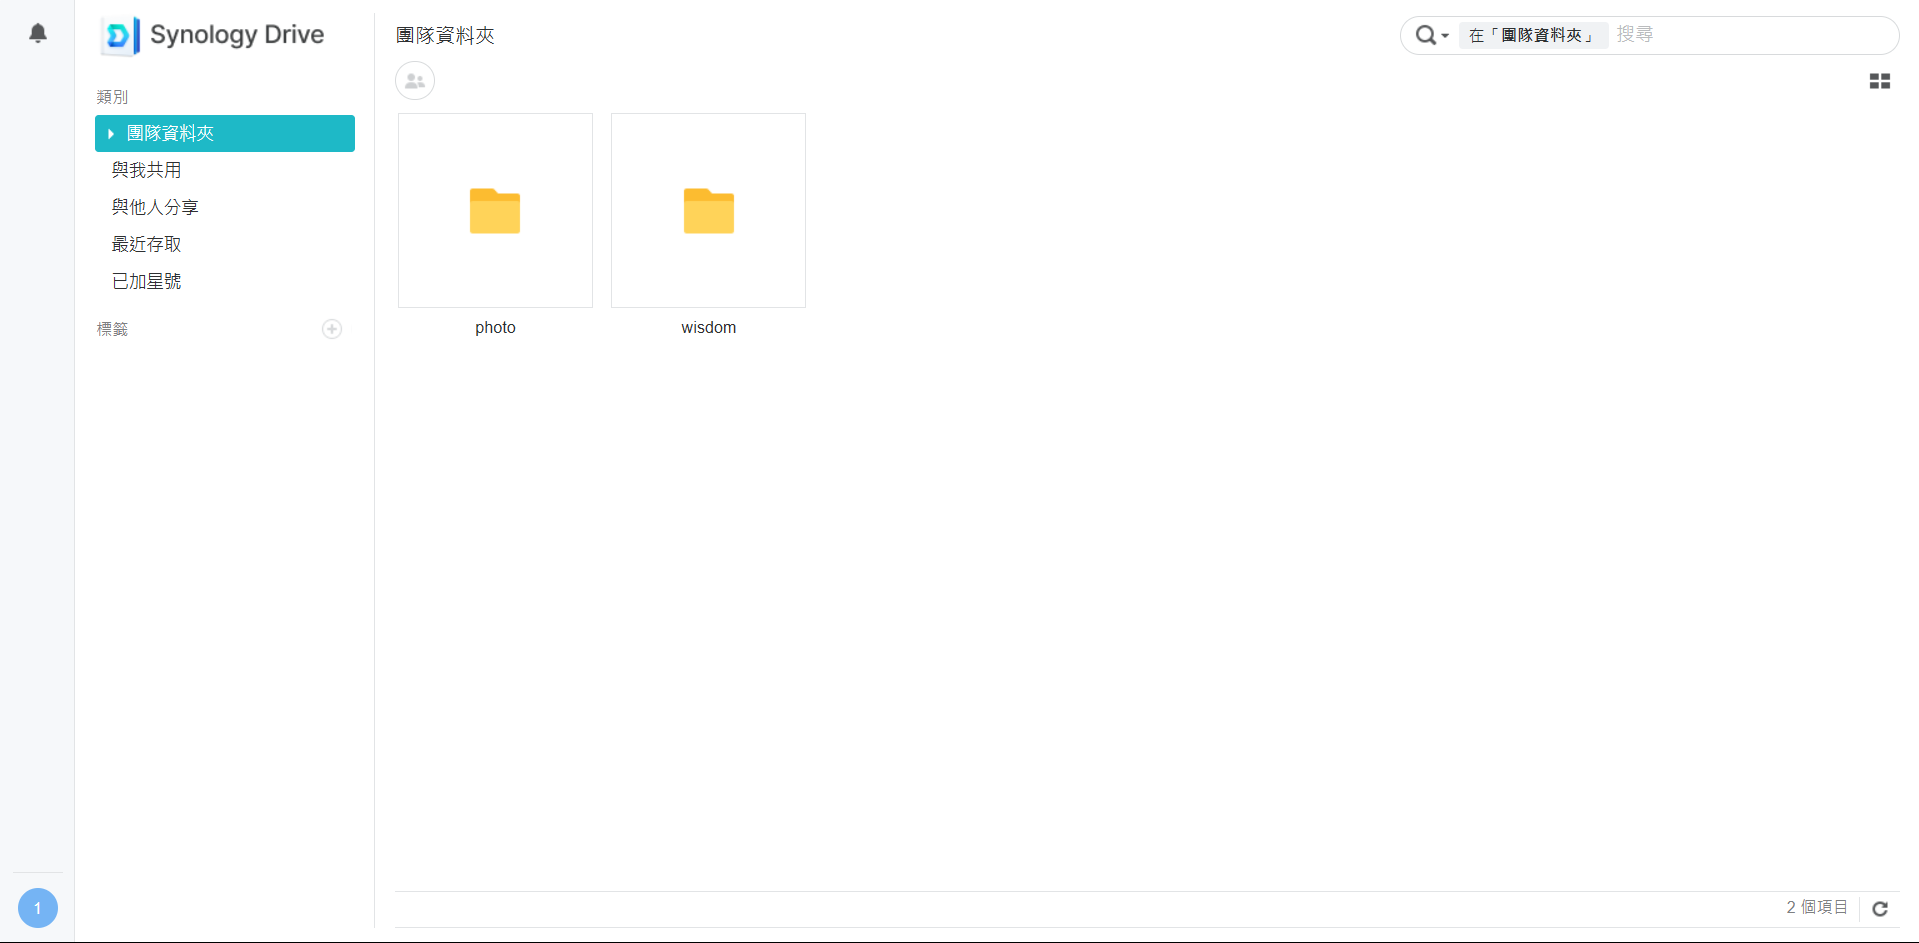 Synology Drive
類別
團隊資料夾
與我共用
與他人分享
最近存取
已加星號
標籤
1
團隊資料夾
在「團隊資料夾」 搜尋
photo
wisdom
2 個項目